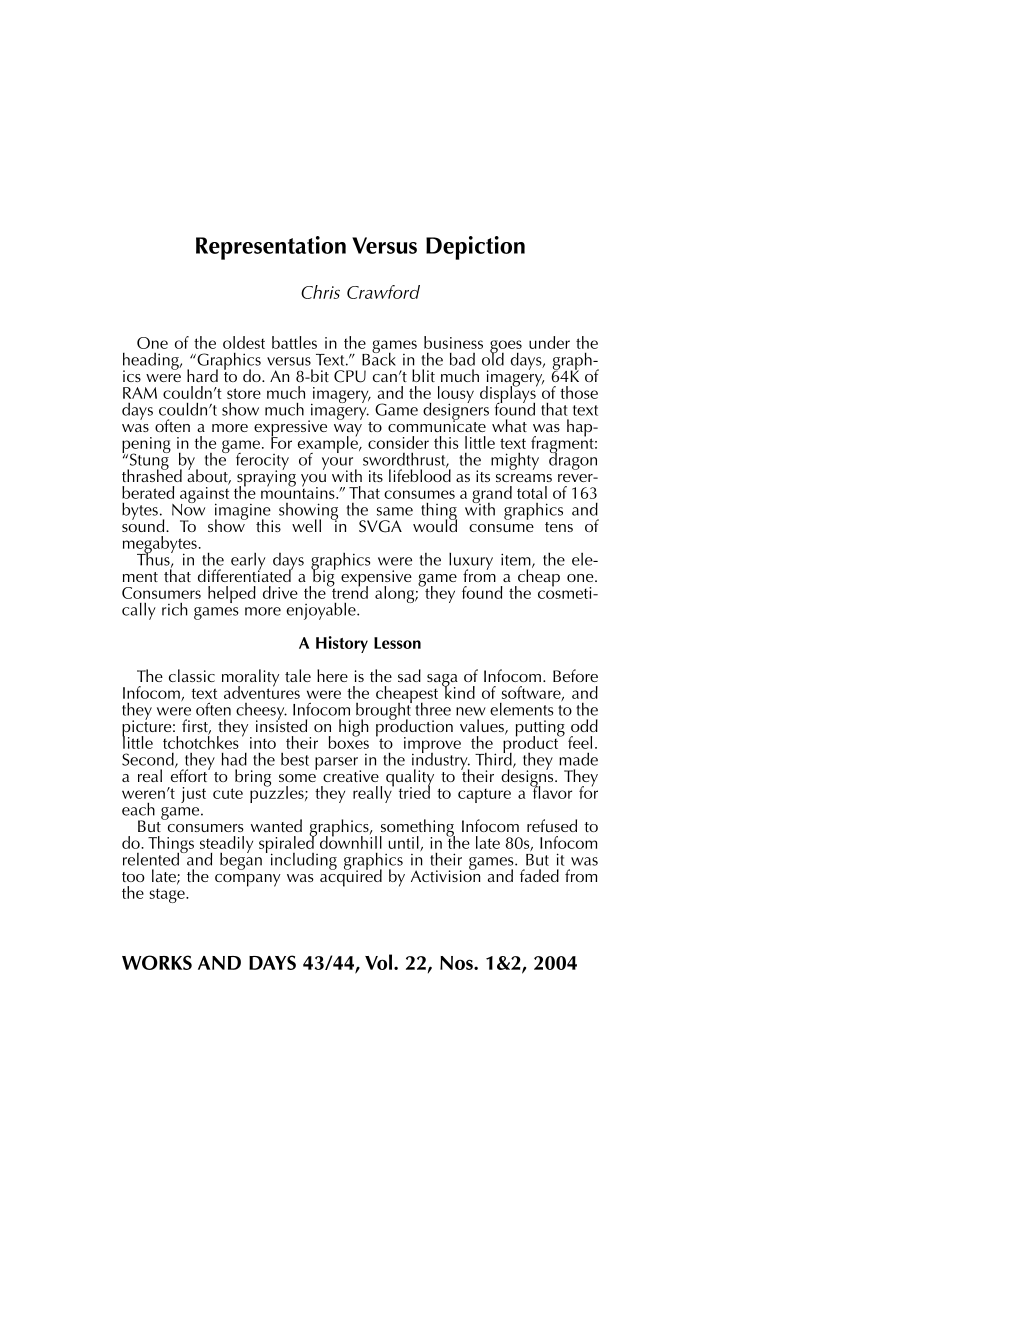 Representation Versus Depiction
Chris Crawford
One of the oldest battles in the games business goes under the
heading, “Graphics versus Text.” Back in the bad old days, graph-
ics were hard to do. An 8-bit CPU can’t blit much imagery, 64K of
RAM couldn’t store much imagery, and the lousy displays of those
days couldn’t show much imagery. Game designers found that text
was often a more expressive way to communicate what was hap-
pening in the game. For example, consider this little text fragment:
“Stung by the ferocity of your swordthrust, the mighty dragon
thrashed about, spraying you with its lifeblood as its screams rever-
berated against the mountains.” That consumes a grand total of 163
bytes. Now imagine showing the same thing with graphics and
sound. To show this well in SVGA would consume tens of
megabytes.
Thus, in the early days graphics were the luxury item, the ele-
ment that differentiated a big expensive game from a cheap one.
Consumers helped drive the trend along; they found the cosmeti-
cally rich games more enjoyable.
A History Lesson
The classic morality tale here is the sad saga of Infocom. Before
Infocom, text adventures were the cheapest kind of software, and
they were often cheesy. Infocom brought three new elements to the
picture: first, they insisted on high production values, putting odd
little tchotchkes into their boxes to improve the product feel.
Second, they had the best parser in the industry. Third, they made
a real effort to bring some creative quality to their designs. They
weren’t just cute puzzles; they really tried to capture a flavor for
each game.
But consumers wanted graphics, something Infocom refused to
do. Things steadily spiraled downhill until, in the late 80s, Infocom
relented and began including graphics in their games. But it was
too late; the company was acquired by Activision and faded from
the stage.
WORKS AND DAYS 43/44, Vol. 22, Nos. 1&2, 2004